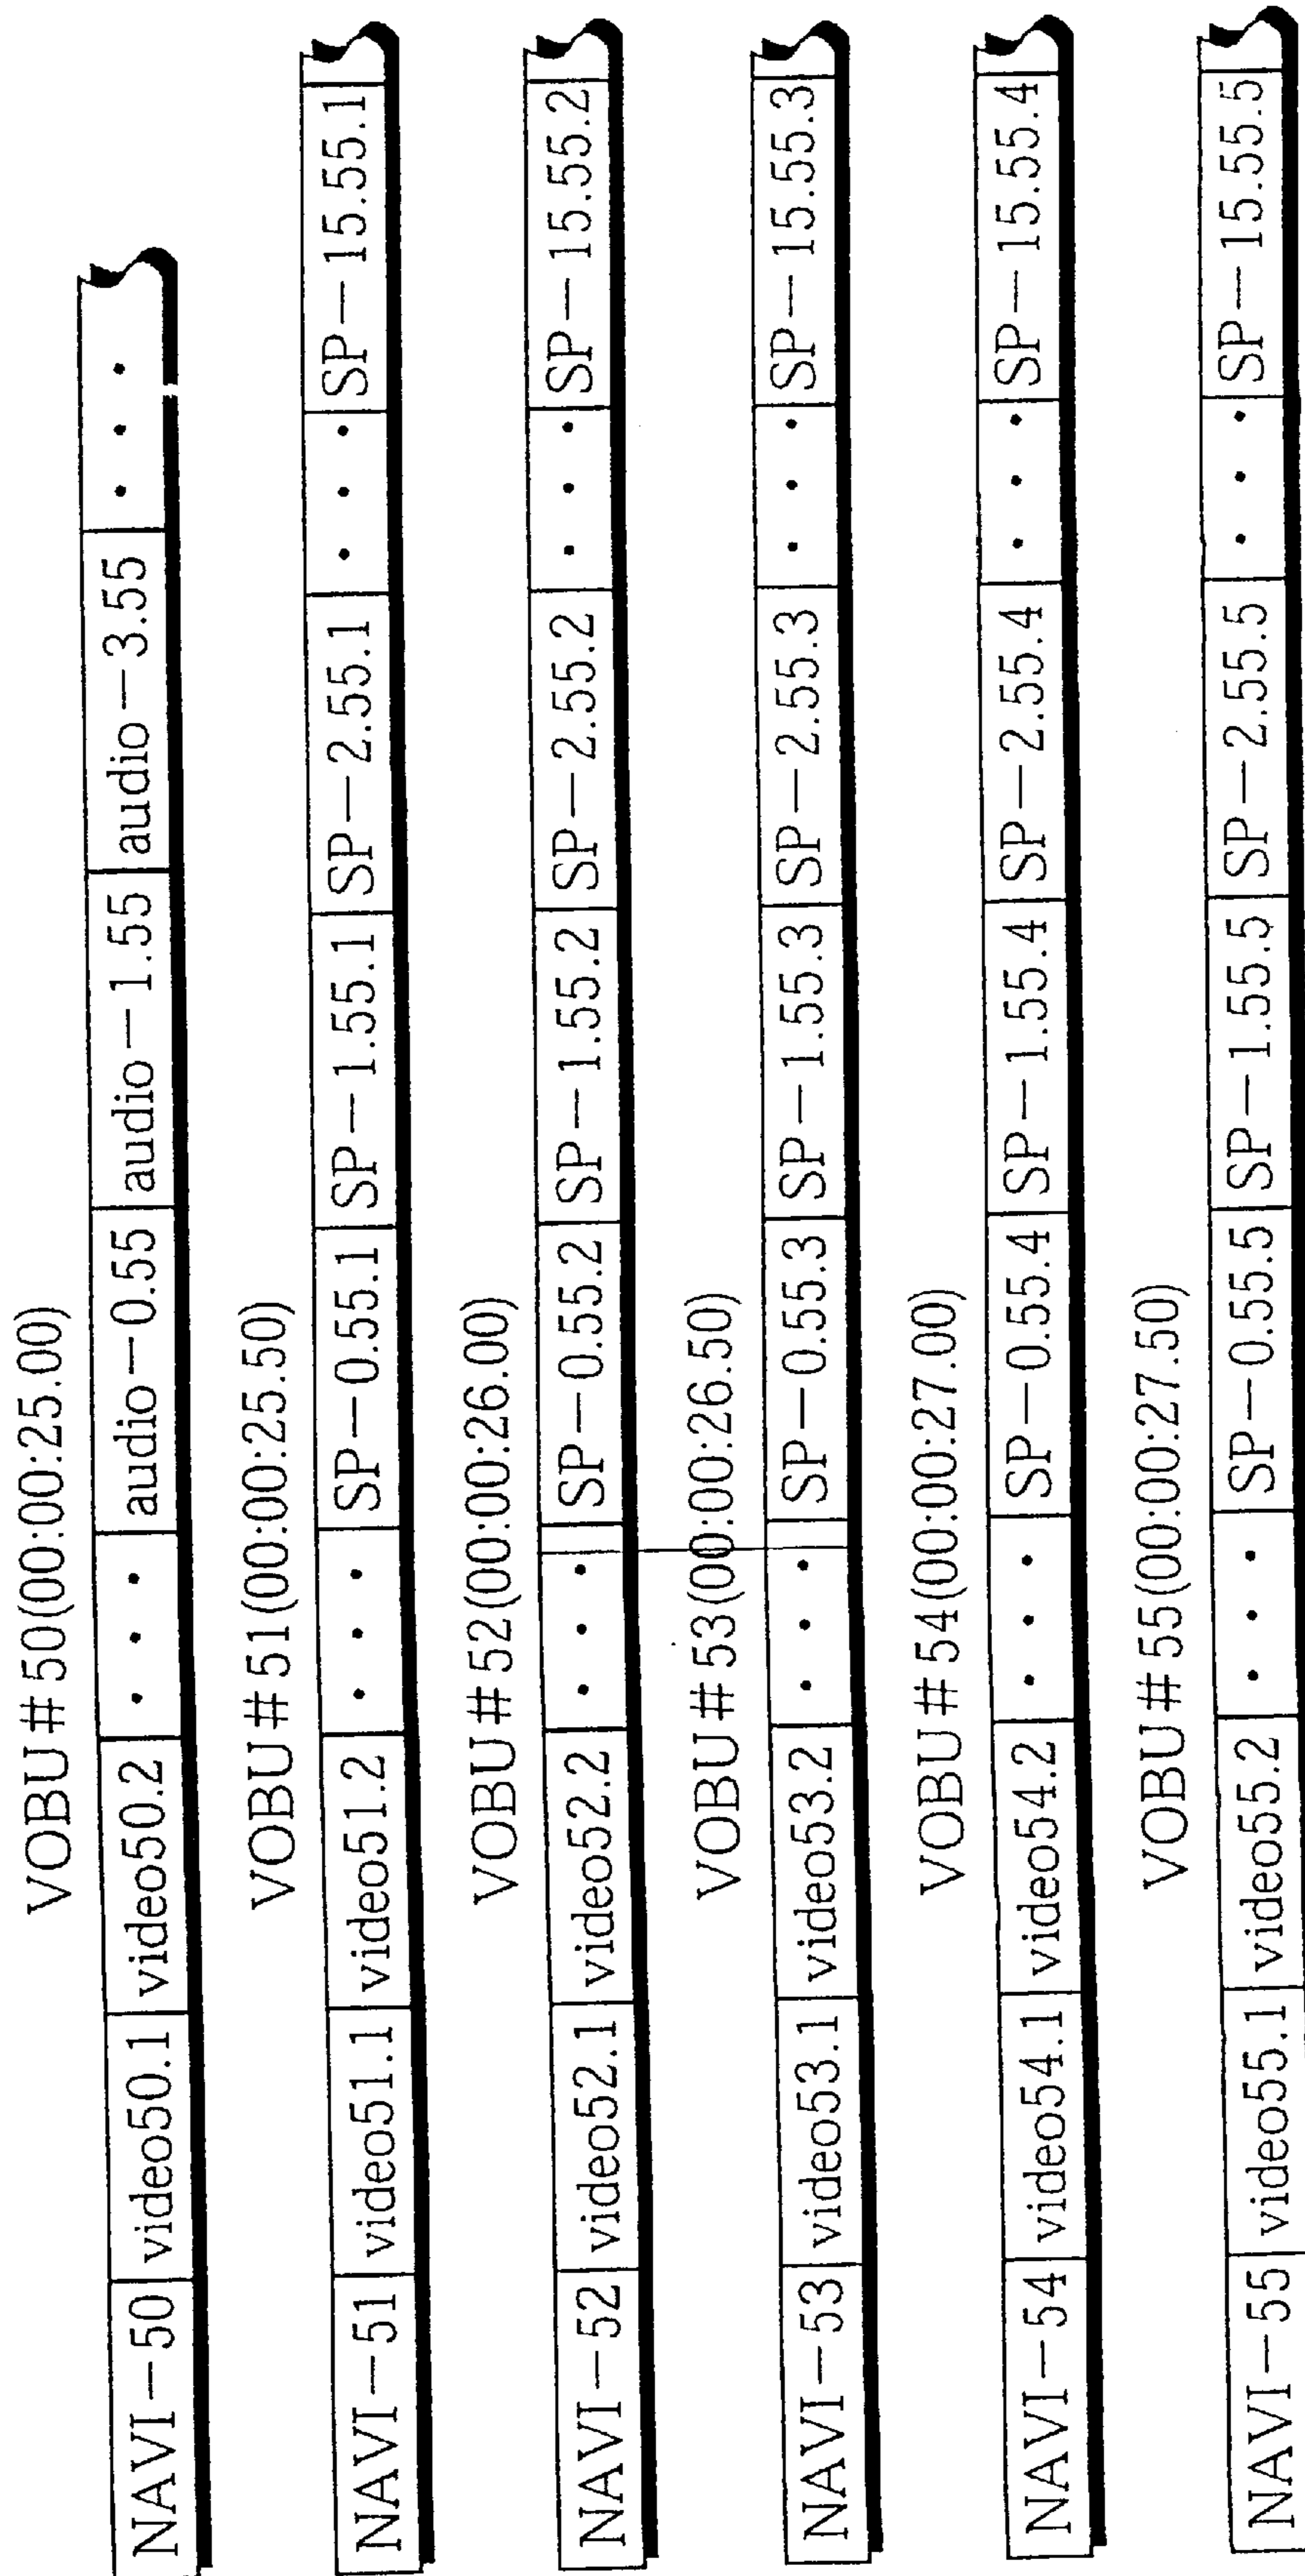 VOBU#50(00:00:25.00)
NAVI—50 video50.1 video50.2 ・・・ audio—0.55 audio—1.55 audio—3.55 ・・・
VOBU#51(00:00:25.50)
NAVI—51 video51.1 video51.2 ・・・ SP—0.55.1 SP—1.55.1 SP—2.55.1 ・・・ SP—15.55.1
VOBU#52(00:00:26.00)
NAVI—52 video52.1 video52.2 ・・・ SP—0.55.2 SP—1.55.2 SP—2.55.2 ・・・ SP—15.55.2
VOBU#53(00:00:26.50)
NAVI—53 video53.1 video53.2 ・・・ SP—0.55.3 SP—1.55.3 SP—2.55.3 ・・・ SP—15.55.3
VOBU#54(00:00:27.00)
NAVI—54 video54.1 video54.2 ・・・ SP—0.55.4 SP—1.55.4 SP—2.55.4 ・・・ SP—15.55.4
VOBU#55(00:00:27.50)
NAVI—55 video55.1 video55.2 ・・・ SP—0.55.5 SP—1.55.5 SP—2.55.5 ・・・ SP—15.55.5